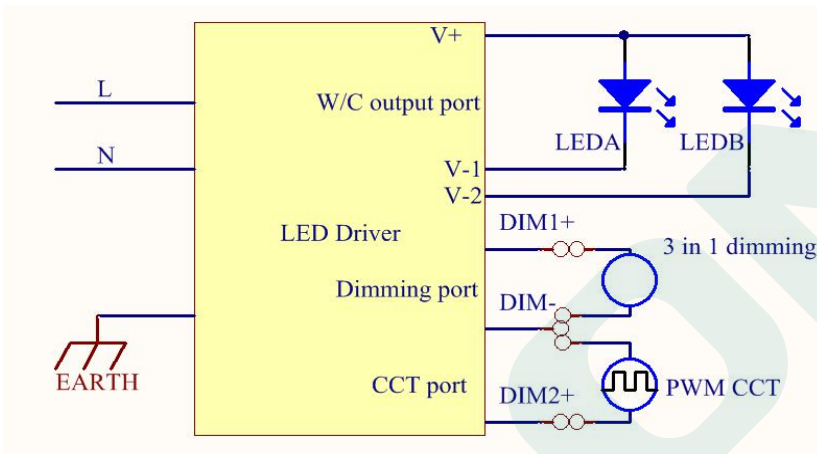 V+
L
W/C output port
LEDA
LEDB
N
V-1
V-2
DIM1+
LED Driver
3 in 1 dimming
Dimming port
DIM-
EARTH
CCT port
DIM2+
PWM CCT